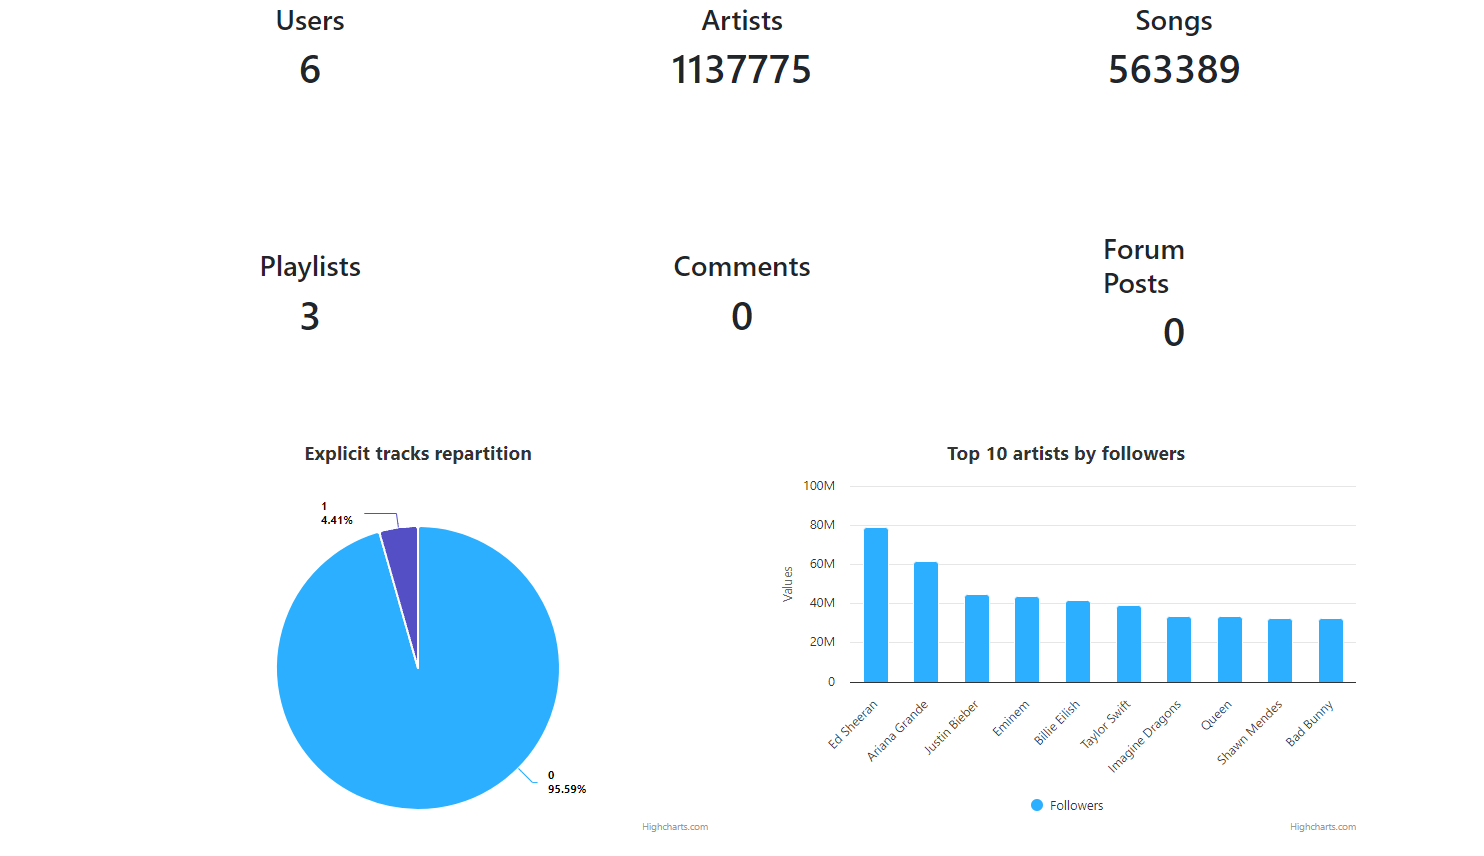 Users
6
Artists
1137775
Songs
563389
Playlists
3
Comments
0
Forum
Posts
0
Explicit tracks repartition
1
4.41%
0
95.59%
Highcharts.com
Top 10 artists by followers
Values
100M
80M
60M
40M
20M
0
Ed Sheeran
Ariana Grande
Justin Bieber
Eminem
Billie Eilish
Taylor Swift
Imagine Dragons
Queen
Shawn Mendes
Bad Bunny
Followers
Highcharts.com